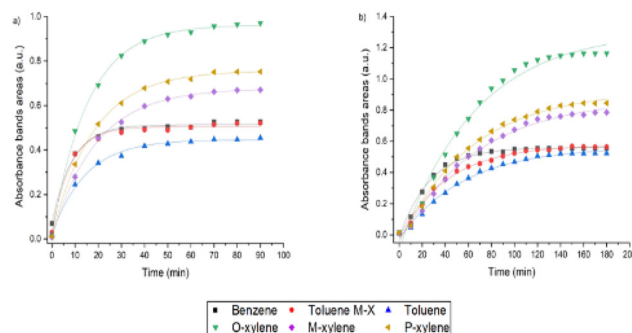 a)
1.0
0.8
0.6
0.4
0.2
0.0
Absorbance bands areas (a.u.)
0 10 20 30 40 50 60 70 80 90 100
Time (min)
b)
1.4
1.2
1.0
0.8
0.6
0.4
0.2
0.0
Absorbance bands areas (a.u.)
0 20 40 60 80 100 120 140 160 180 200
Time (min)
Benzene Toluene M-X Toluene
O-xylene M-xylene P-xylene